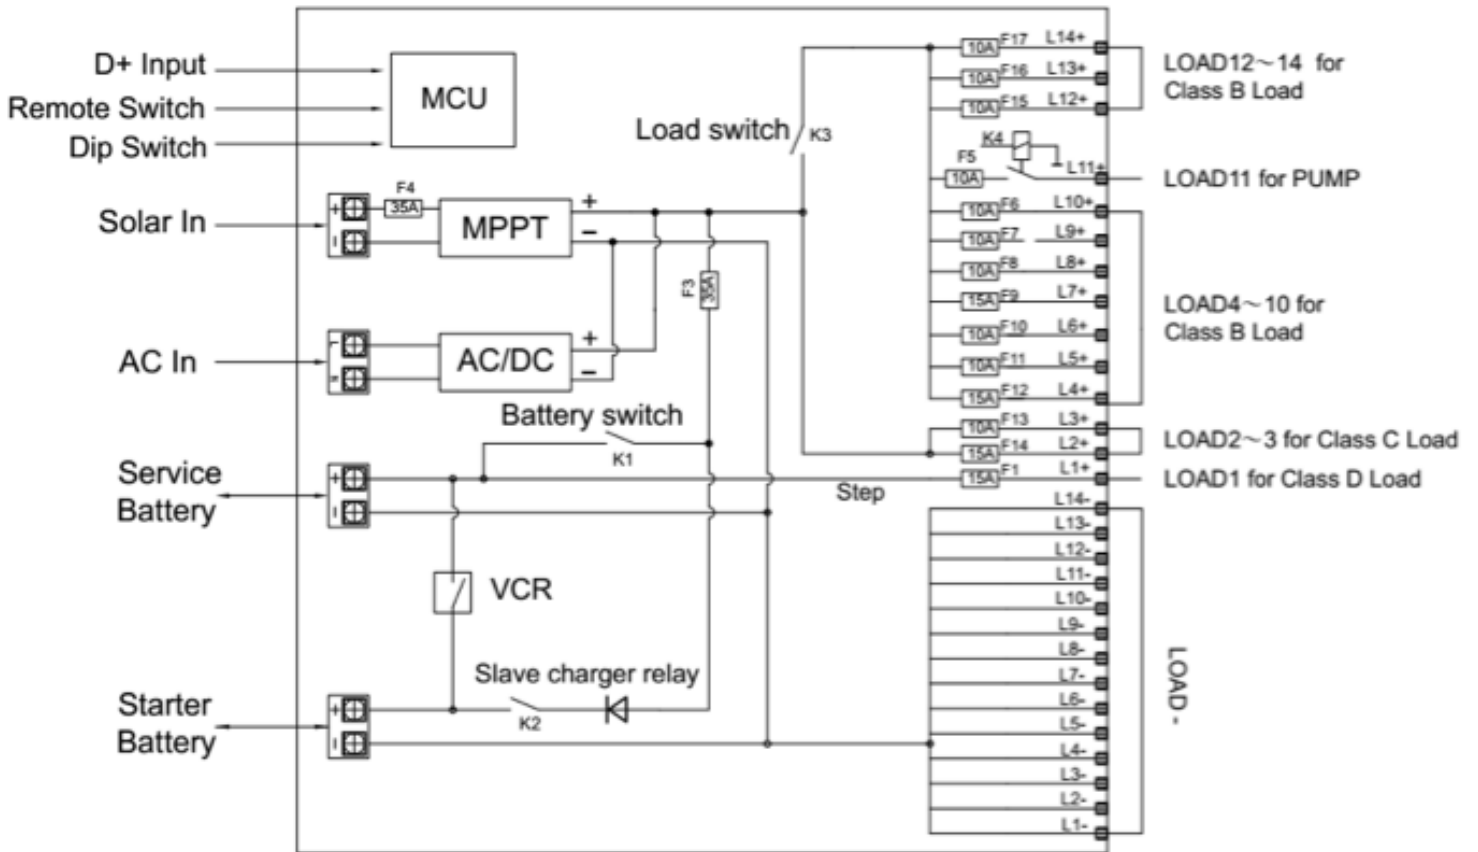 D+ Input
Remote Switch
Dip Switch
MCU
Solar In
+
−
F4
35A
MPPT
+
−
AC In
L
N
AC/DC
+
−
F3
35A
Load switch
K3
Battery switch
K1
Service
Battery
+
−
Step
VCR
Slave charger relay
K2
Starter
Battery
+
−
10A F17 L14+
10A F16 L13+
10A F15 L12+
LOAD12～14 for
Class B Load
K4
F5
10A
L11+
LOAD11 for PUMP
10A F6 L10+
10A F7 L9+
10A F8 L8+
15A F9 L7+
10A F10 L6+
10A F11 L5+
15A F12 L4+
LOAD4～10 for
Class B Load
10A F13 L3+
15A F14 L2+
LOAD2～3 for Class C Load
15A F1 L1+
LOAD1 for Class D Load
L14-
L13-
L12-
L11-
L10-
L9-
L8-
L7-
L6-
L5-
L4-
L3-
L2-
L1-
LOAD -